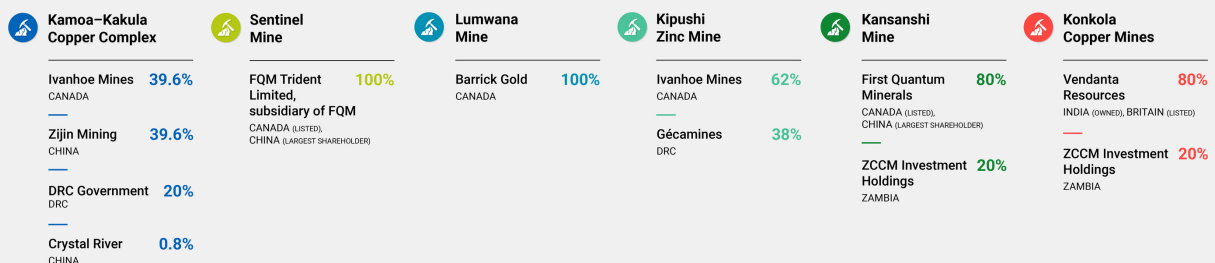 Kamoa–Kakula
Copper Complex
Ivanhoe Mines 39.6%
CANADA
Zijin Mining 39.6%
CHINA
DRC Government 20%
DRC
Crystal River 0.8%
CHINA
Sentinel
Mine
FQM Trident 100%
Limited,
subsidiary of FQM
CANADA (LISTED),
CHINA (LARGEST SHAREHOLDER)
Lumwana
Mine
Barrick Gold 100%
CANADA
Kipushi
Zinc Mine
Ivanhoe Mines 62%
CANADA
Gécamines 38%
DRC
Kansanshi
Mine
First Quantum 80%
Minerals
CANADA (LISTED),
CHINA (LARGEST SHAREHOLDER)
ZCCM Investment 20%
Holdings
ZAMBIA
Konkola
Copper Mines
Vendanta 80%
Resources
INDIA (OWNED), BRITAIN (LISTED)
ZCCM Investment 20%
Holdings
ZAMBIA